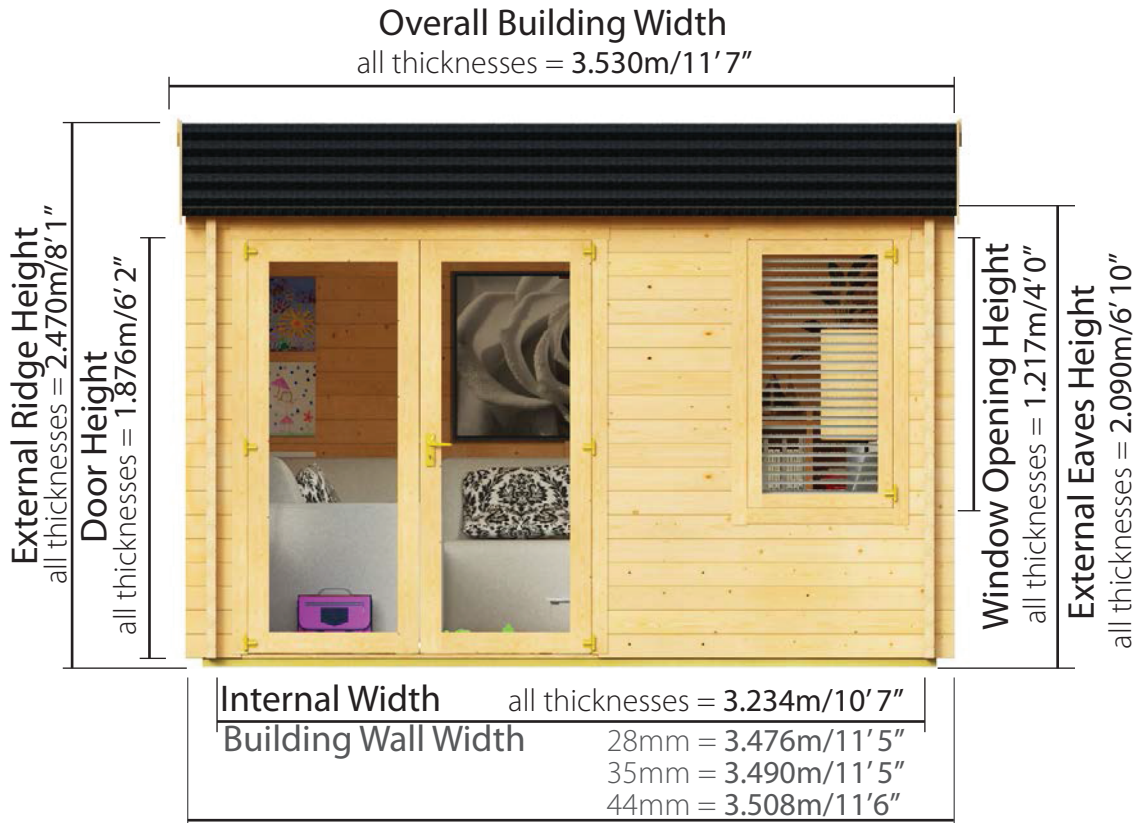 Overall Building Width
all thicknesses = 3.530m/11’ 7”
External Ridge Height
all thicknesses = 2.470m/8’ 1”
Door Height
all thicknesses = 1.876m/6’ 2”
Window Opening Height
all thicknesses = 1.217m/4’0”
External Eaves Height
all thicknesses = 2.090m/6’ 10”
Internal Width all thicknesses = 3.234m/10’ 7”
Building Wall Width 28mm = 3.476m/11’ 5”
35mm = 3.490m/11’ 5”
44mm = 3.508m/11’6”